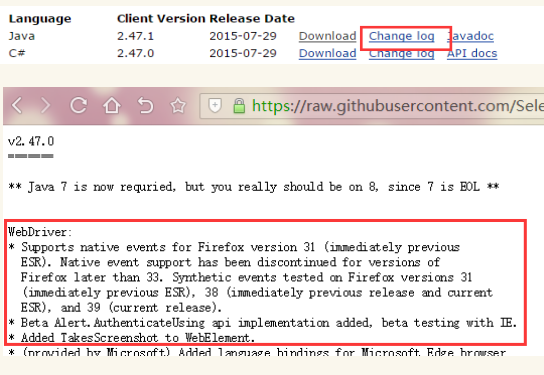 Language Client Version Release Date
Java 2.47.1 2015-07-29 Download Change log Javadoc
C# 2.47.0 2015-07-29 Download Change log API docs
https://raw.githubusercontent.com/Sele
v2.47.0
======
** Java 7 is now requried, but you really should be on 8, since 7 is EOL **
WebDriver:
* Supports native events for Firefox version 31 (immediately previous
ESR). Native event support has been discontinued for versions of
Firefox later than 33. Synthetic events tested on Firefox versions 31
(immediately previous ESR), 38 (immediately previous release and current
ESR), and 39 (current release).
* Beta Alert.AuthenticateUsing api implementation added, beta testing with IE.
* Added TakesScreenshot to WebElement.
* (provided by Microsoft) Added language bindings for Microsoft Edge browser